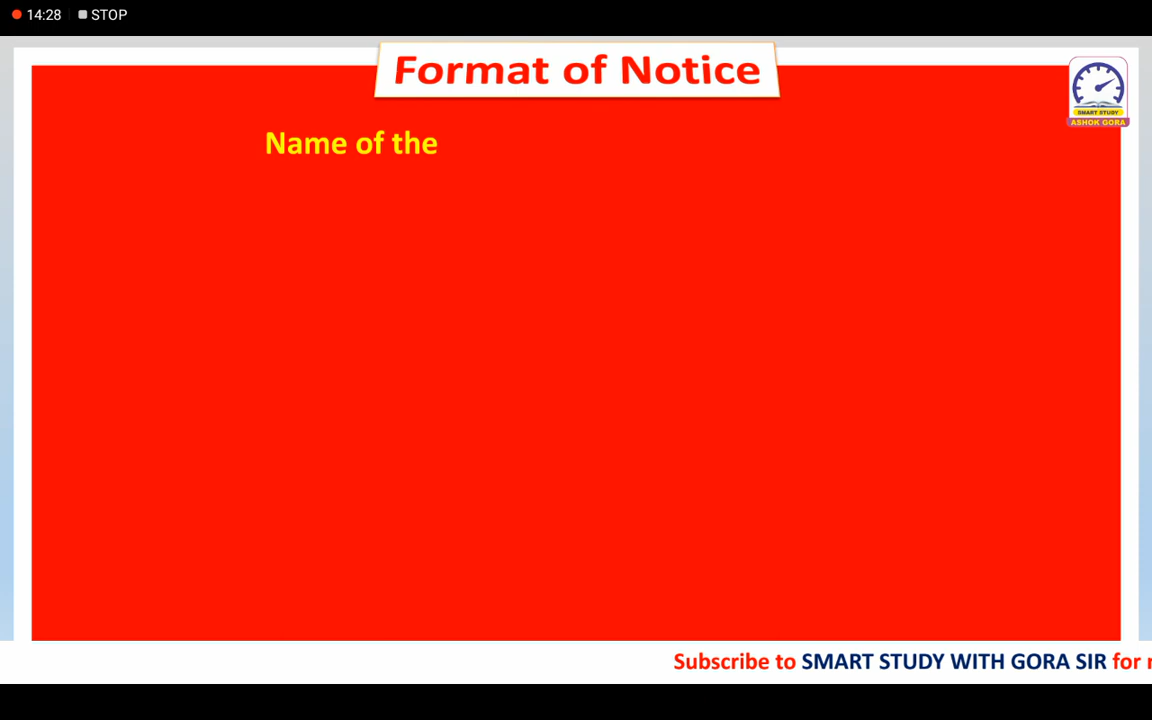 14:28 STOP
Format of Notice
SMART STUDY
ASHOK GORA
Name of the
Subscribe to SMART STUDY WITH GORA SIR for